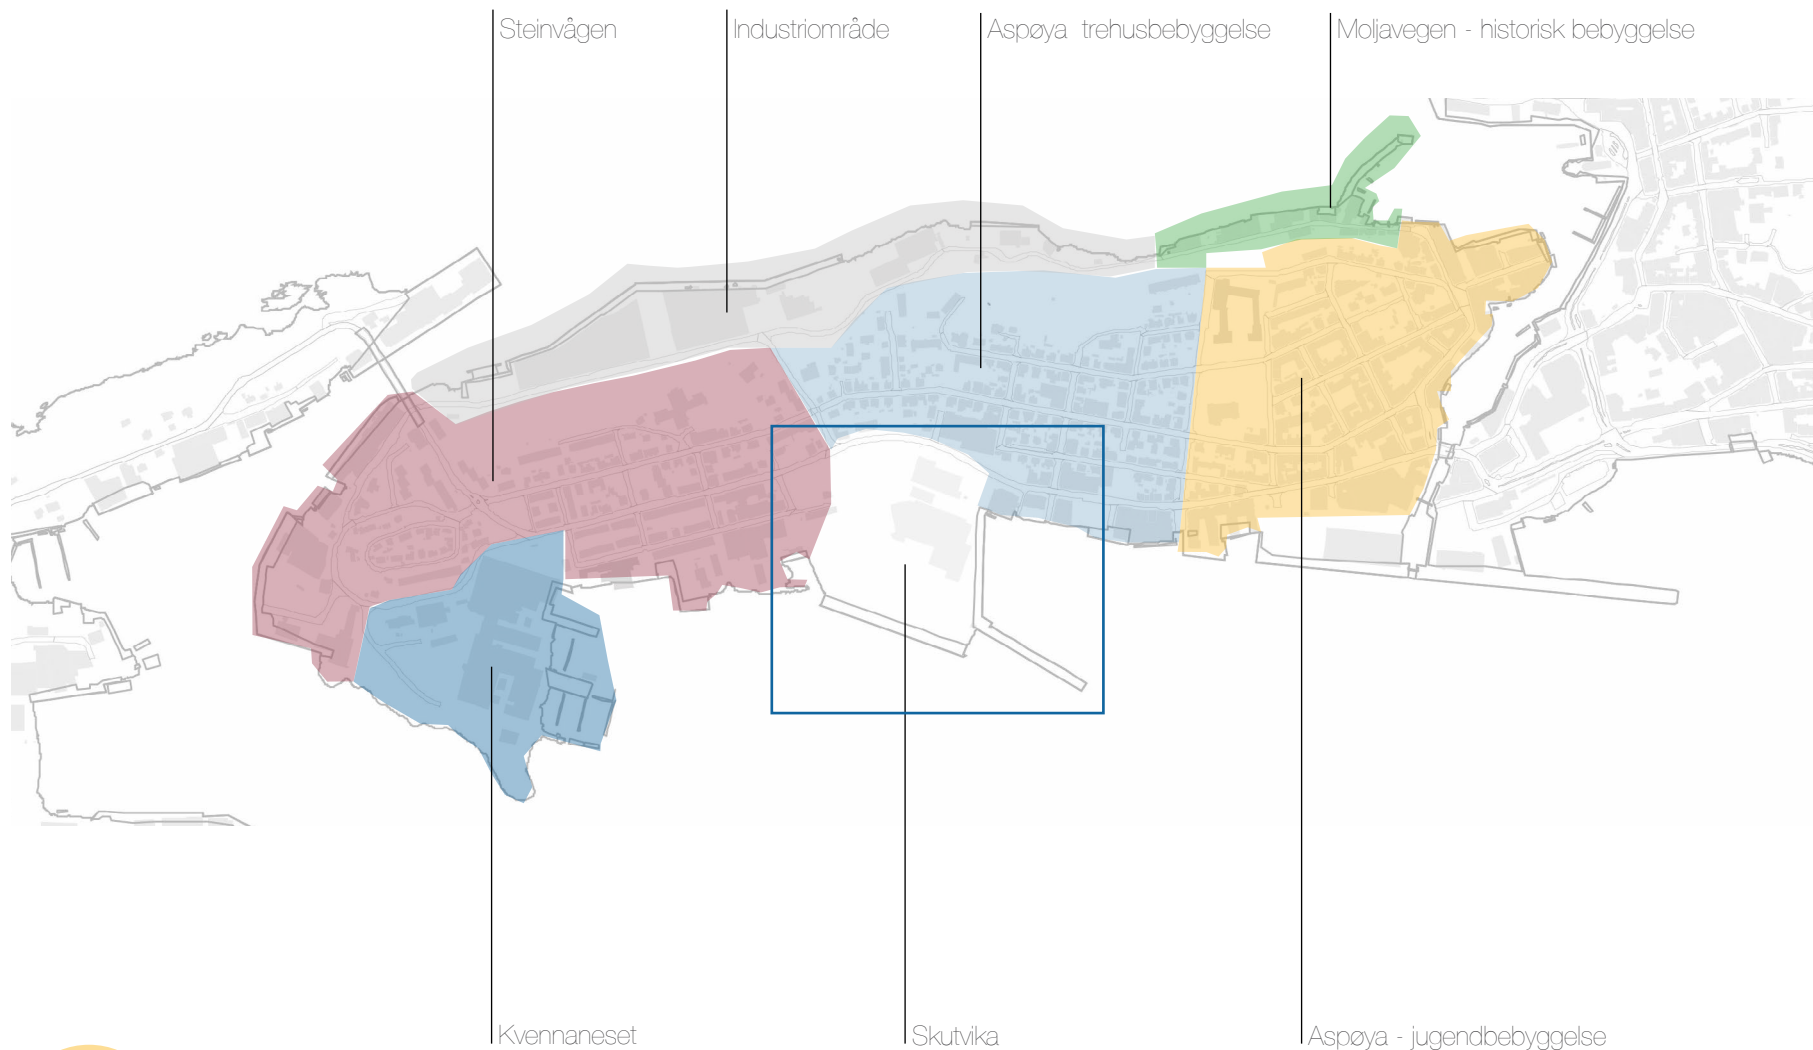 Steinvågen
Industriområde
Aspøya trehusbebyggelse
Moljavegen - historisk bebyggelse
Kvennaneset
Skutvika
Aspøya - jugendbebyggelse